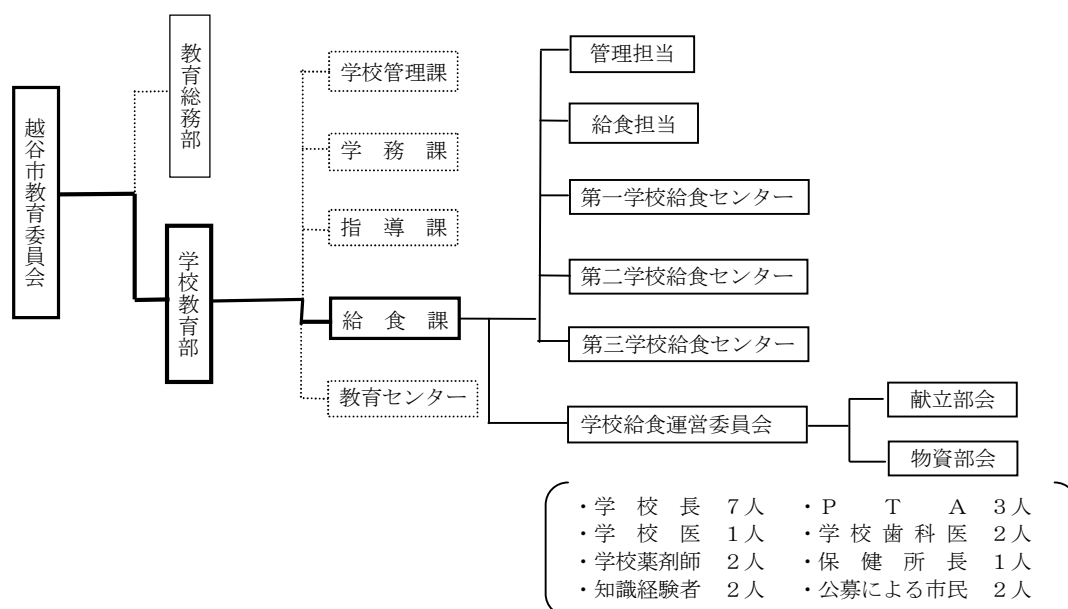 越谷市教育委員会
教育総務部
学校教育部
学校管理課
学　務　課
指　導　課
給　食　課
教育センター
管理担当
給食担当
第一学校給食センター
第二学校給食センター
第三学校給食センター
学校給食運営委員会
献立部会
物資部会
・学　校　長　7人　・Ｐ　Ｔ　Ａ　3人
・学　校　医　1人　・学 校 歯 科 医　2人
・学校薬剤師　2人　・保　健　所　長　1人
・知識経験者　2人　・公募による市民　2人